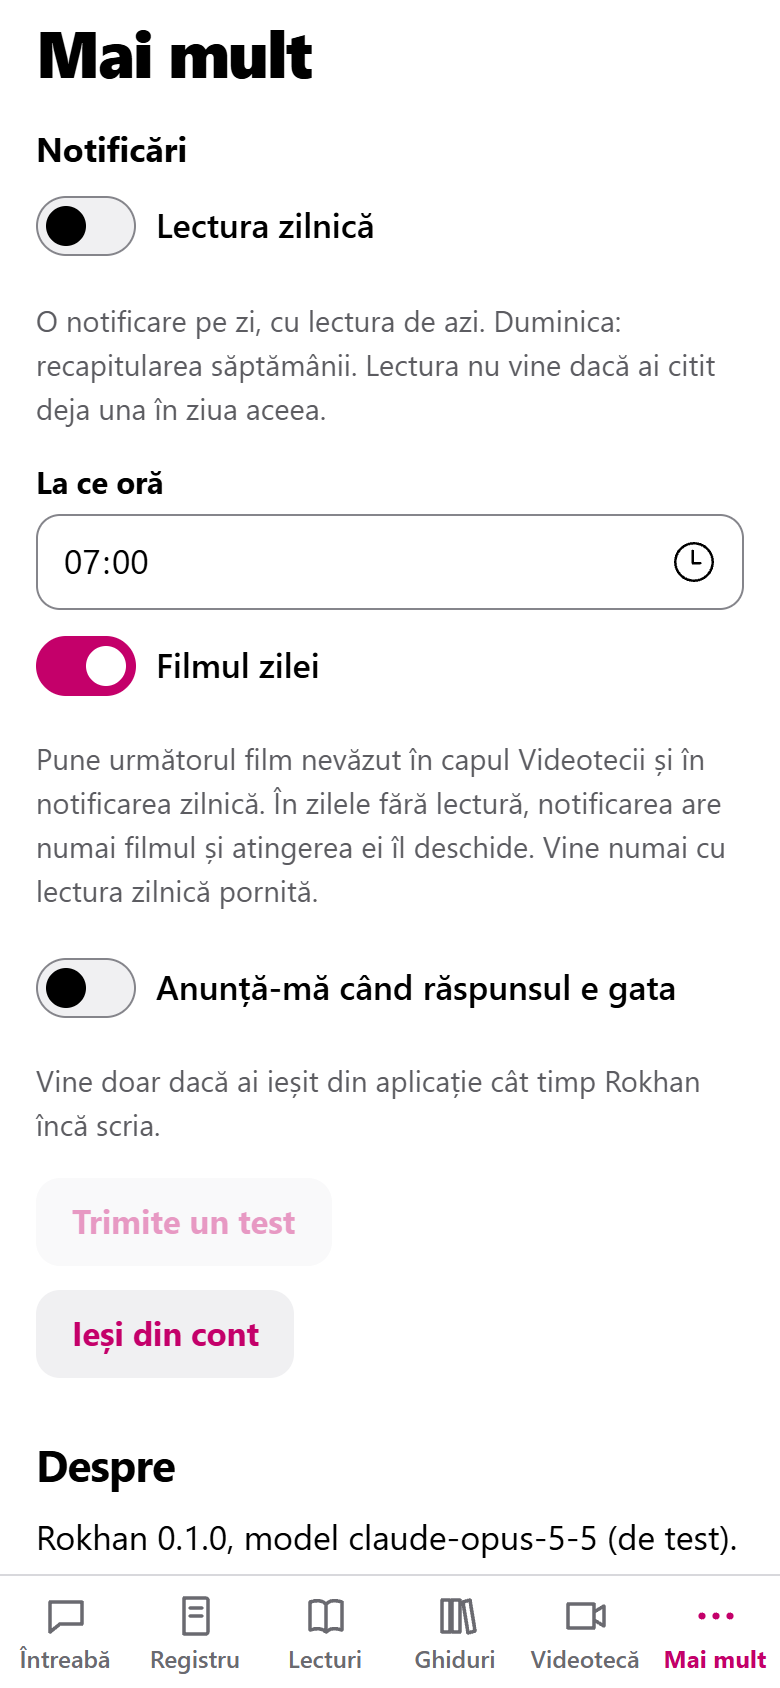 Mai mult
Notificări
Lectura zilnică
O notificare pe zi, cu lectura de azi. Duminica:
recapitularea săptămânii. Lectura nu vine dacă ai citit
deja una în ziua aceea.
La ce oră
07:00
Filmul zilei
Pune următorul film nevăzut în capul Videotecii și în
notificarea zilnică. În zilele fără lectură, notificarea are
numai filmul și atingerea ei îl deschide. Vine numai cu
lectura zilnică pornită.
Anunță-mă când răspunsul e gata
Vine doar dacă ai ieșit din aplicație cât timp Rokhan
încă scria.
Trimite un test
Ieși din cont
Despre
Rokhan 0.1.0, model claude-opus-5-5 (de test).
Întreabă Registru Lecturi Ghiduri Videotecă Mai mult